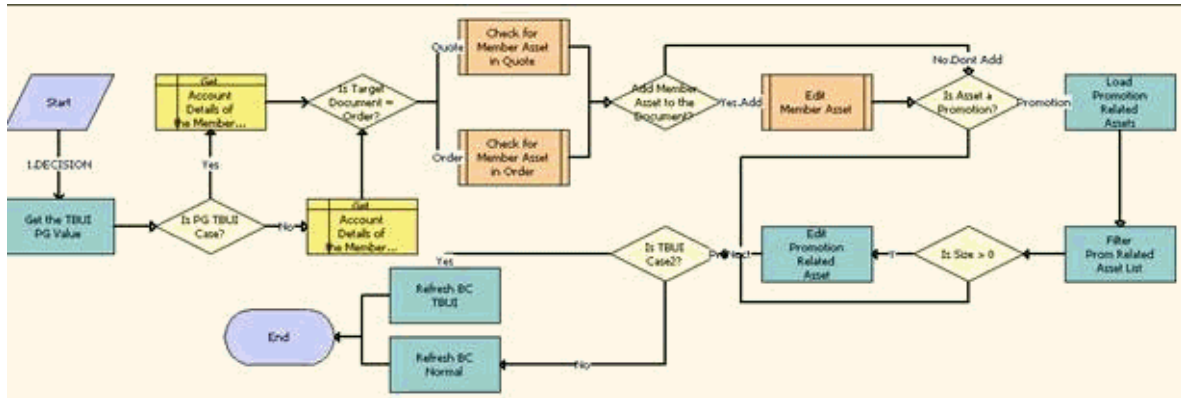 Start
1.DECISION
Get the TBUI
PG Value
Is PG TBUI
Case?
Yes
No
Get
Account
Details of
the Member...
Get
Account
Details of
the Member...
Is Target
Document =
Order?
Quote
Order
Check for
Member Asset
in Quote
Check for
Member Asset
in Order
Add Member
Asset to the
Document?
No.Dont Add
Yes.Add
Edit
Member Asset
Is Asset a
Promotion?
Promotion
Load
Promotion
Related
Assets
Filter
Prom Related
Asset List
Is Size > 0
Y
Edit
Promotion
Related
Asset
Is TBUI
Case2?
Yes
No
Refresh BC
TBUI
Refresh BC
Normal
End